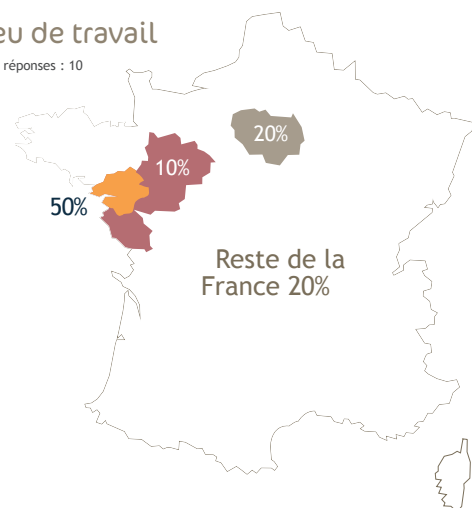 eu de travail
réponses : 10
20%
10%
50%
Reste de la
France 20%